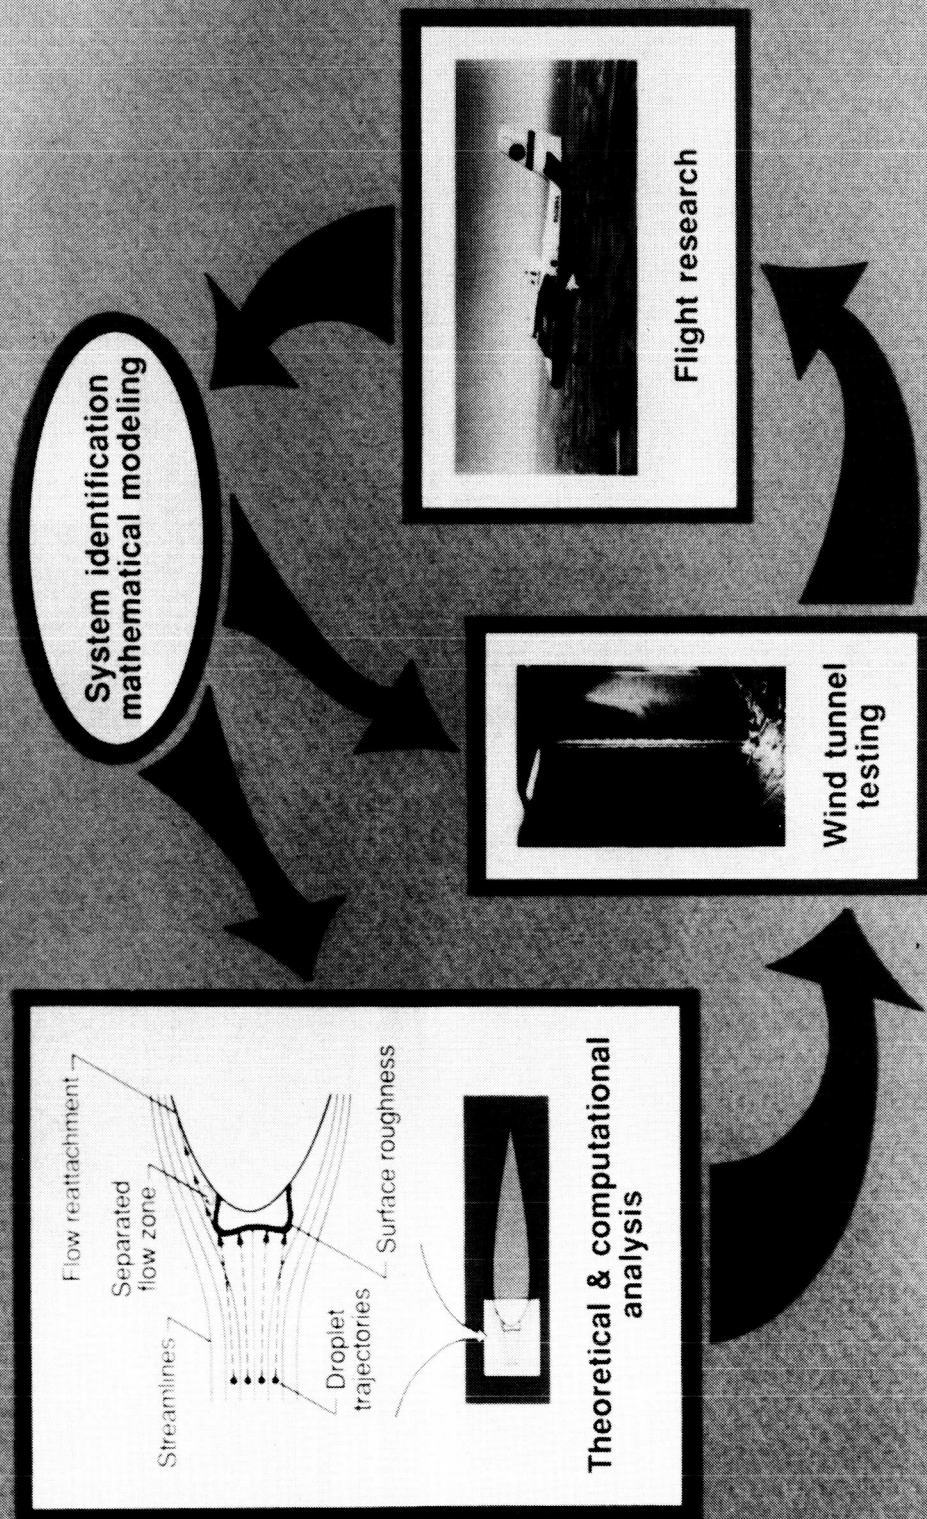 System identification
mathematical modeling
Flow reattachment
Separated
flow zone
Streamlines
Droplet
trajectories
Surface roughness
Theoretical & computational
analysis
Wind tunnel
testing
Flight research